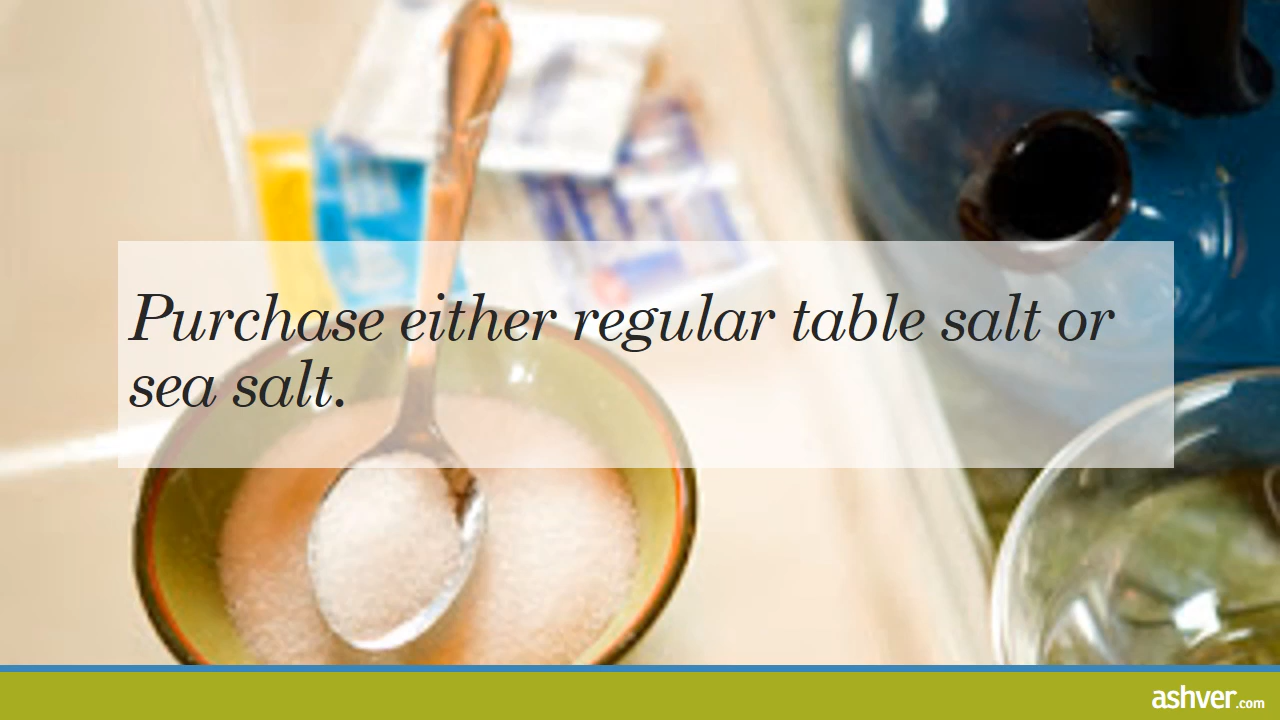 Purchase either regular table salt or
sea salt.
ashver.com